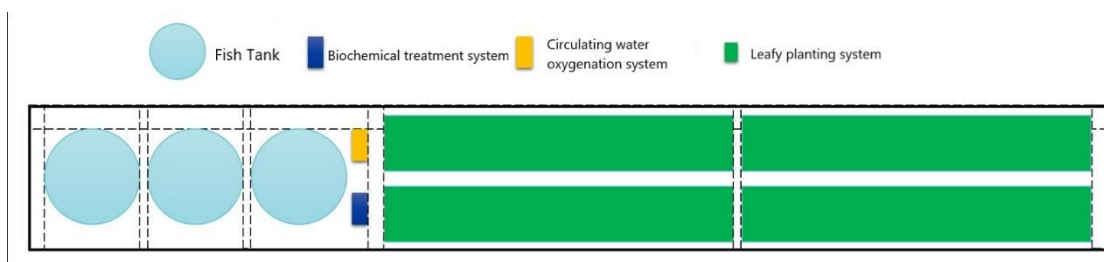 Fish Tank
Biochemical treatment system
Circulating water
oxygenation system
Leafy planting system